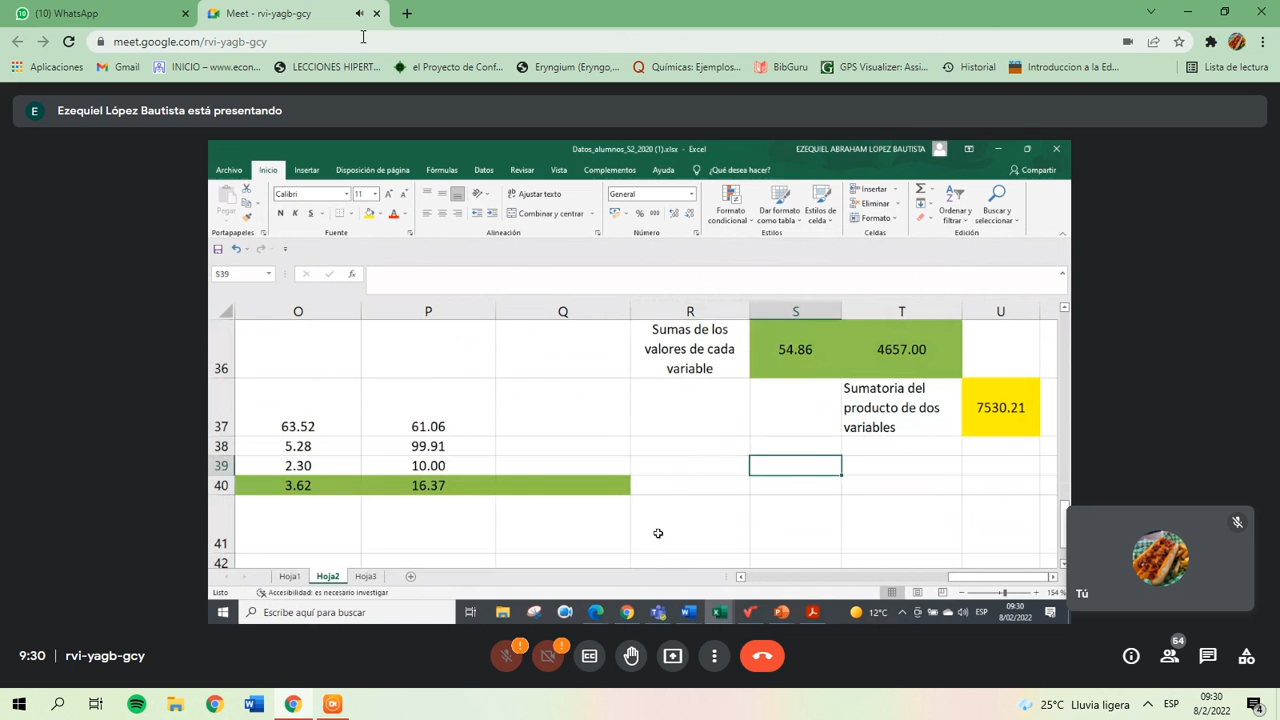 (10) WhatsApp
Meet - rvi-yagb-gcy
meet.google.com/rvi-yagb-gcy
Aplicaciones
Gmail
INICIO – www.econ...
LECCIONES HIPERT...
el Proyecto de Conf...
Eryngium (Eryngo,...
Químicas: Ejemplos...
BibGuru
GPS Visualizer: Assi...
Historial
Introduccion a la Ed...
Lista de lectura
E
Ezequiel López Bautista está presentando
Datos_alumnos_S2_2020 (1).xlsx - Excel
EZEQUIEL ABRAHAM LOPEZ BAUTISTA
Archivo
Inicio
Insertar
Disposición de página
Fórmulas
Datos
Revisar
Vista
Complementos
Ayuda
¿Qué desea hacer?
Compartir
Pegar
Calibri
11
N K S
Ajustar texto
Combinar y centrar
General
% 000
Formato condicional
Dar formato como tabla
Estilos de celda
Insertar
Eliminar
Formato
Ordenar y filtrar
Buscar y seleccionar
Portapapeles
Fuente
Alineación
Número
Estilos
Celdas
Edición
S39
fx
O P Q R S T U
36
Sumas de los
valores de cada
variable
54.86
4657.00
Sumatoria del
producto de dos
variables
7530.21
37 63.52 61.06
38 5.28 99.91
39 2.30 10.00
40 3.62 16.37
41
42
Hoja1
Hoja2
Hoja3
Listo
Accesibilidad: es necesario investigar
154 %
Escribe aquí para buscar
12°C
ESP
09:30
8/02/2022
Tú
9:30
rvi-yagb-gcy
64
25°C Lluvia ligera
ESP
09:30
8/2/2022
4